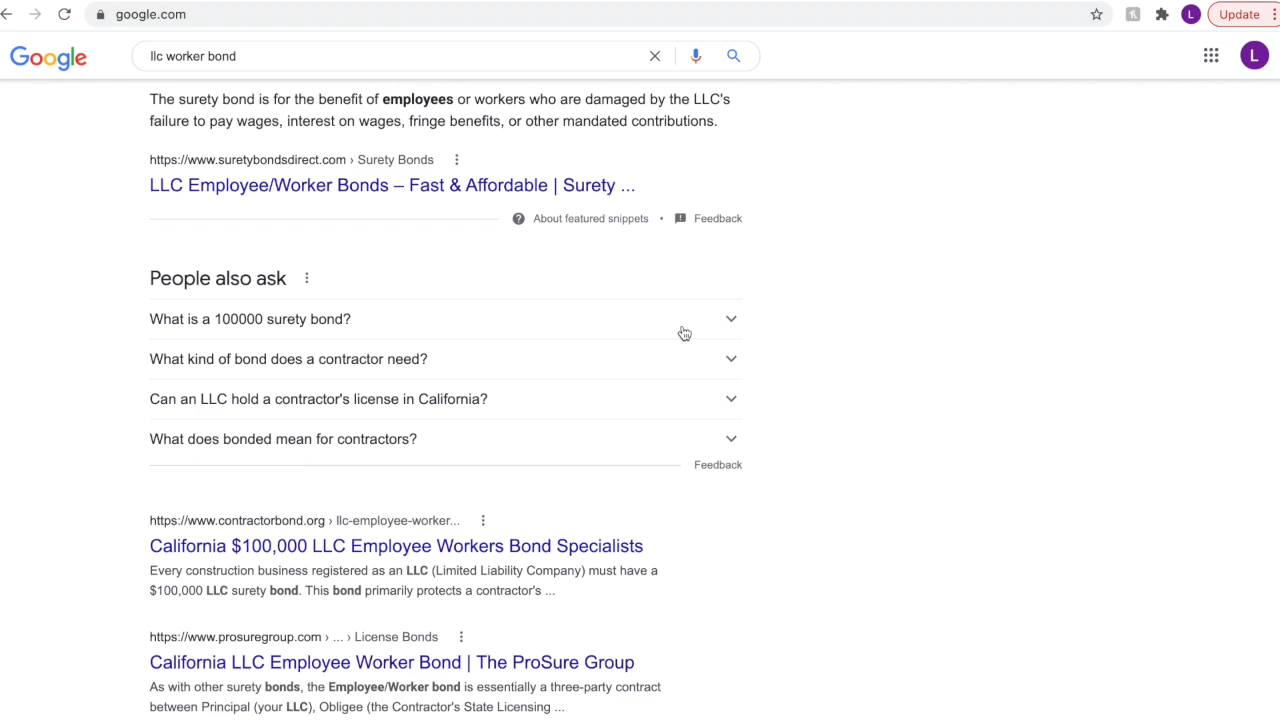 google.com
L
Update
Google
llc worker bond
L
The surety bond is for the benefit of employees or workers who are damaged by the LLC's
failure to pay wages, interest on wages, fringe benefits, or other mandated contributions.
https://www.suretybondsdirect.com › Surety Bonds
LLC Employee/Worker Bonds – Fast & Affordable | Surety ...
About featured snippets • Feedback
People also ask
What is a 100000 surety bond?
What kind of bond does a contractor need?
Can an LLC hold a contractor's license in California?
What does bonded mean for contractors?
Feedback
https://www.contractorbond.org › llc-employee-worker...
California $100,000 LLC Employee Workers Bond Specialists
Every construction business registered as an LLC (Limited Liability Company) must have a
$100,000 LLC surety bond. This bond primarily protects a contractor's ...
https://www.prosuregroup.com › ... › License Bonds
California LLC Employee Worker Bond | The ProSure Group
As with other surety bonds, the Employee/Worker bond is essentially a three-party contract
between Principal (your LLC), Obligee (the Contractor's State Licensing ...